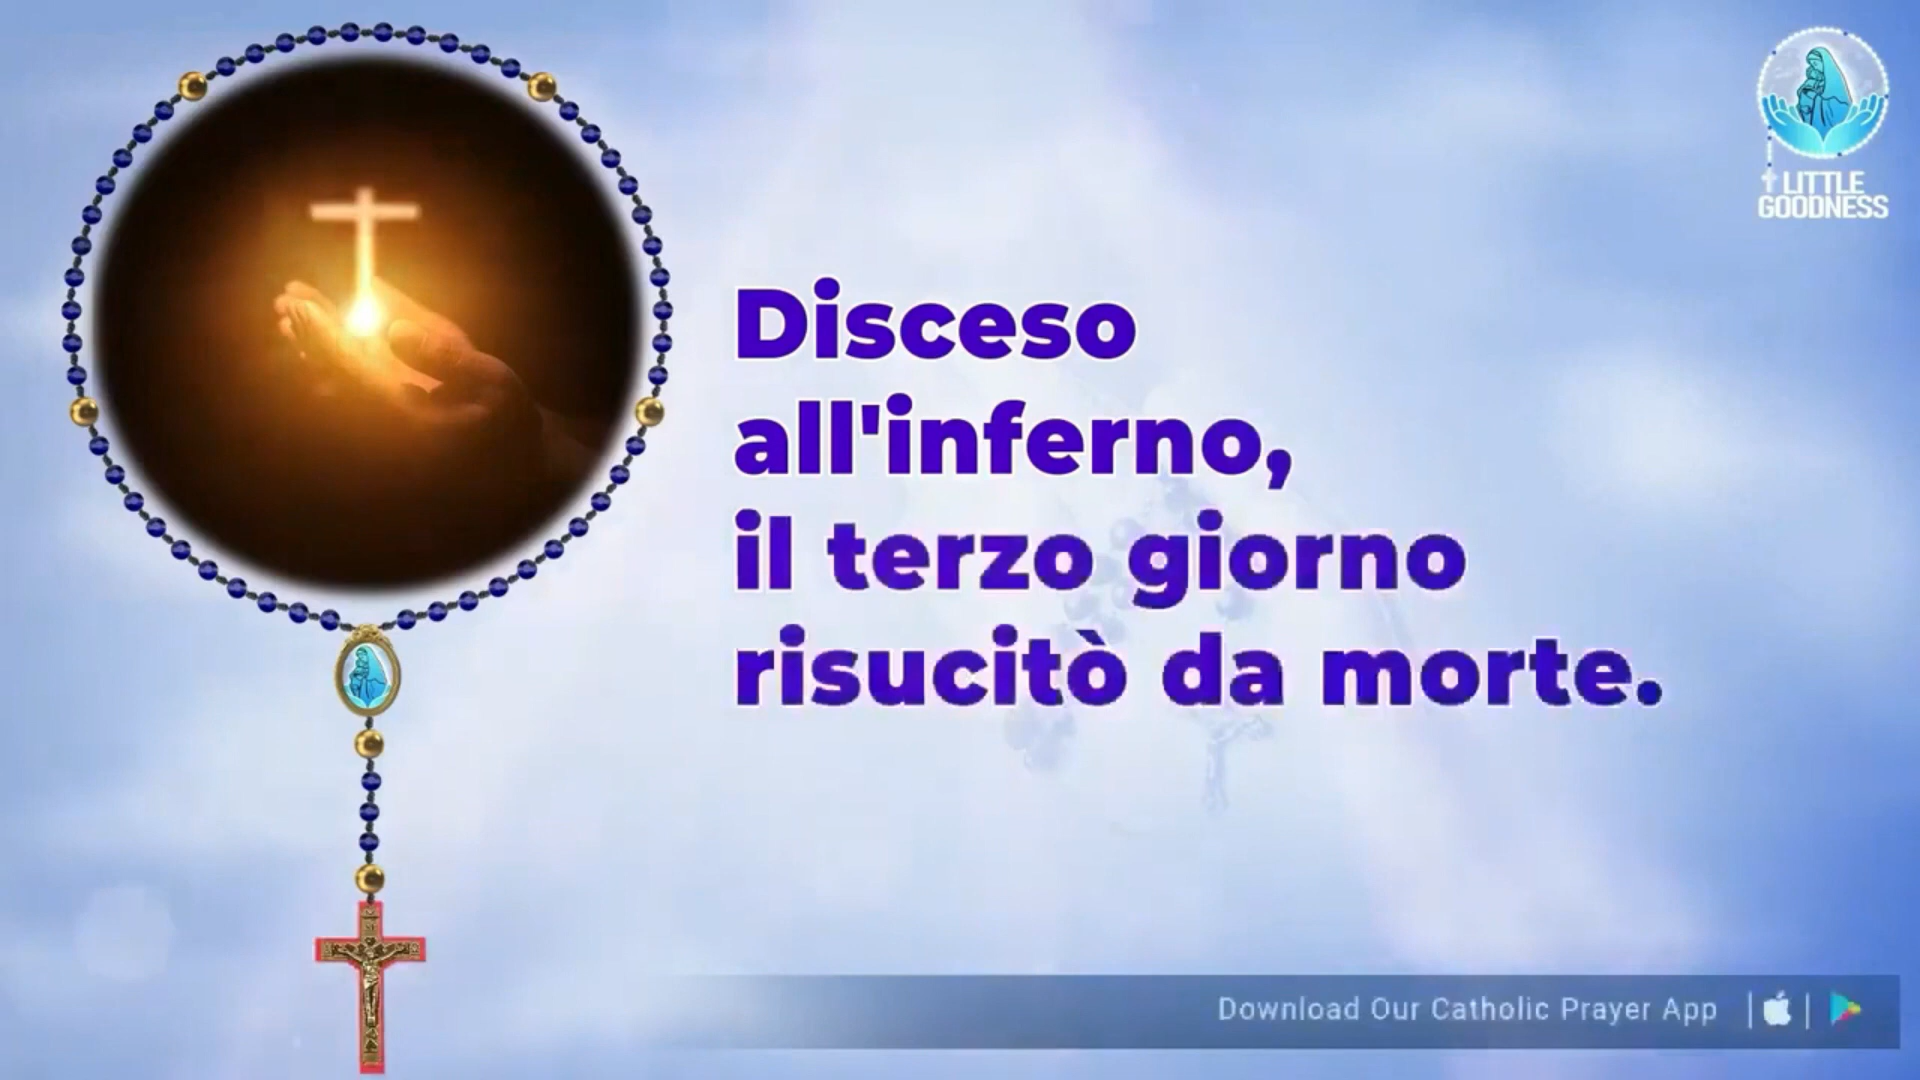 LITTLE
GOODNESS
Disceso
all'inferno,
il terzo giorno
risucitò da morte.
Download Our Catholic Prayer App